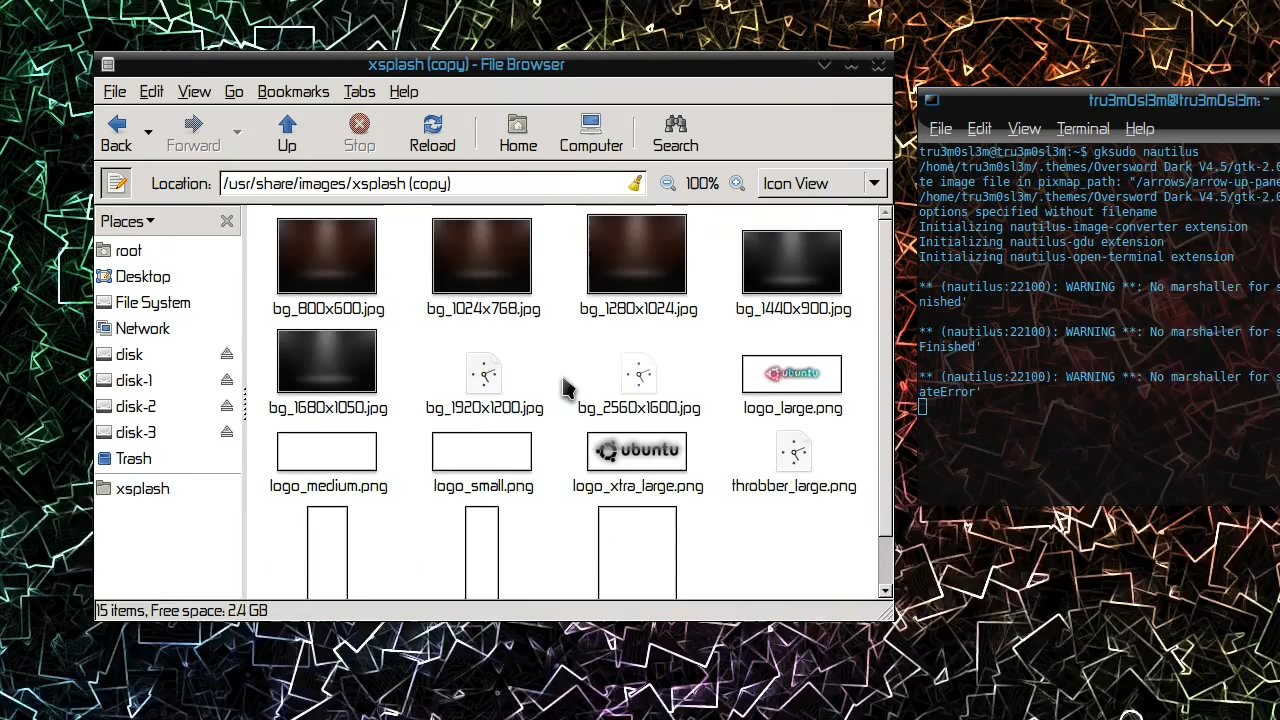 xsplash (copy) - File Browser
File Edit View Go Bookmarks Tabs Help
Back Forward Up Stop Reload Home Computer Search
Location: /usr/share/images/xsplash (copy) 100% Icon View
Places
root
Desktop
File System
Network
disk
disk-1
disk-2
disk-3
Trash
xsplash
bg_800x600.jpg bg_1024x768.jpg bg_1280x1024.jpg bg_1440x900.jpg
bg_1680x1050.jpg bg_1920x1200.jpg bg_2560x1600.jpg logo_large.png
ubuntu
ubuntu
logo_medium.png logo_small.png logo_xtra_large.png throbber_large.png
15 items, Free space: 2.4 GB
tru3m0sl3m@tru3m0sl3m: ~
File Edit View Terminal Help
tru3m0sl3m@tru3m0sl3m:~$ gksudo nautilus
/home/tru3m0sl3m/.themes/Oversword Dark V4.5/gtk-2.0
te image file in pixmap_path: "/arrows/arrow-up-pane
/home/tru3m0sl3m/.themes/Oversword Dark V4.5/gtk-2.0
options specified without filename
Initializing nautilus-image-converter extension
Initializing nautilus-gdu extension
Initializing nautilus-open-terminal extension
** (nautilus:22100): WARNING **: No marshaller for s
nished'
** (nautilus:22100): WARNING **: No marshaller for s
Finished'
** (nautilus:22100): WARNING **: No marshaller for s
ateError'